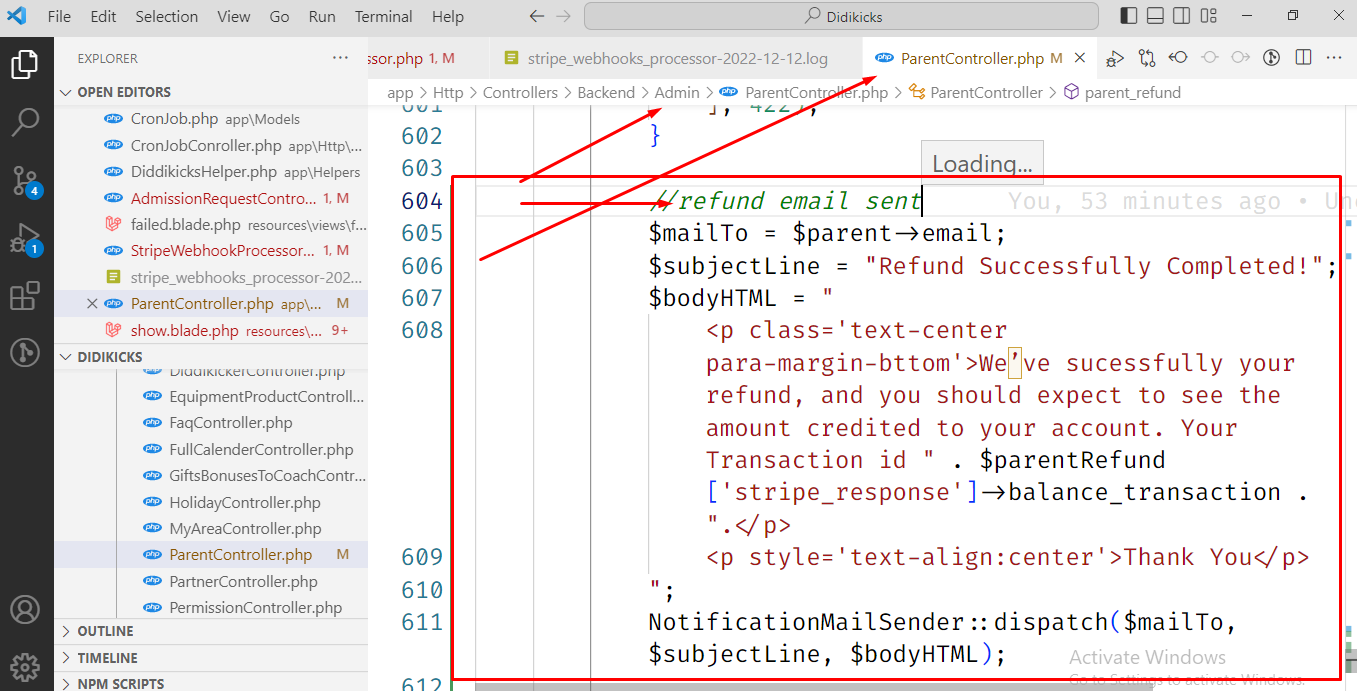 File Edit Selection View Go Run Terminal Help
Didikicks
EXPLORER
ssor.php 1, M
stripe_webhooks_processor-2022-12-12.log
ParentController.php M
OPEN EDITORS
app > Http > Controllers > Backend > Admin > ParentController.php > ParentController > parent_refund
CronJob.php app\Models
CronJobConroller.php app\Http\...
DiddikicksHelper.php app\Helpers
AdmissionRequestContro... 1, M
failed.blade.php resources\views\f...
StripeWebhookProcessor... 1, M
stripe_webhooks_processor-202...
ParentController.php app\... M
show.blade.php resources\... 9+
DIDIKICKS
DiddikickerController.php
EquipmentProductControll...
FaqController.php
FullCalenderController.php
GiftsBonusesToCoachContr...
HolidayController.php
MyAreaController.php
ParentController.php M
PartnerController.php
PermissionController.php
OUTLINE
TIMELINE
NPM SCRIPTS
4
1
601 ], 422);
602 }
603
Loading...
604 //refund email sent You, 53 minutes ago • Unc
605 $mailTo = $parent->email;
606 $subjectLine = "Refund Successfully Completed!";
607 $bodyHTML = "
608 <p class='text-center
para-margin-bttom'>We’ve sucessfully your
refund, and you should expect to see the
amount credited to your account. Your
Transaction id " . $parentRefund
['stripe_response']->balance_transaction .
".</p>
609 <p style='text-align:center'>Thank You</p>
610 ";
611 NotificationMailSender::dispatch($mailTo,
$subjectLine, $bodyHTML);
612
Activate Windows
Go to Settings to activate Windows.